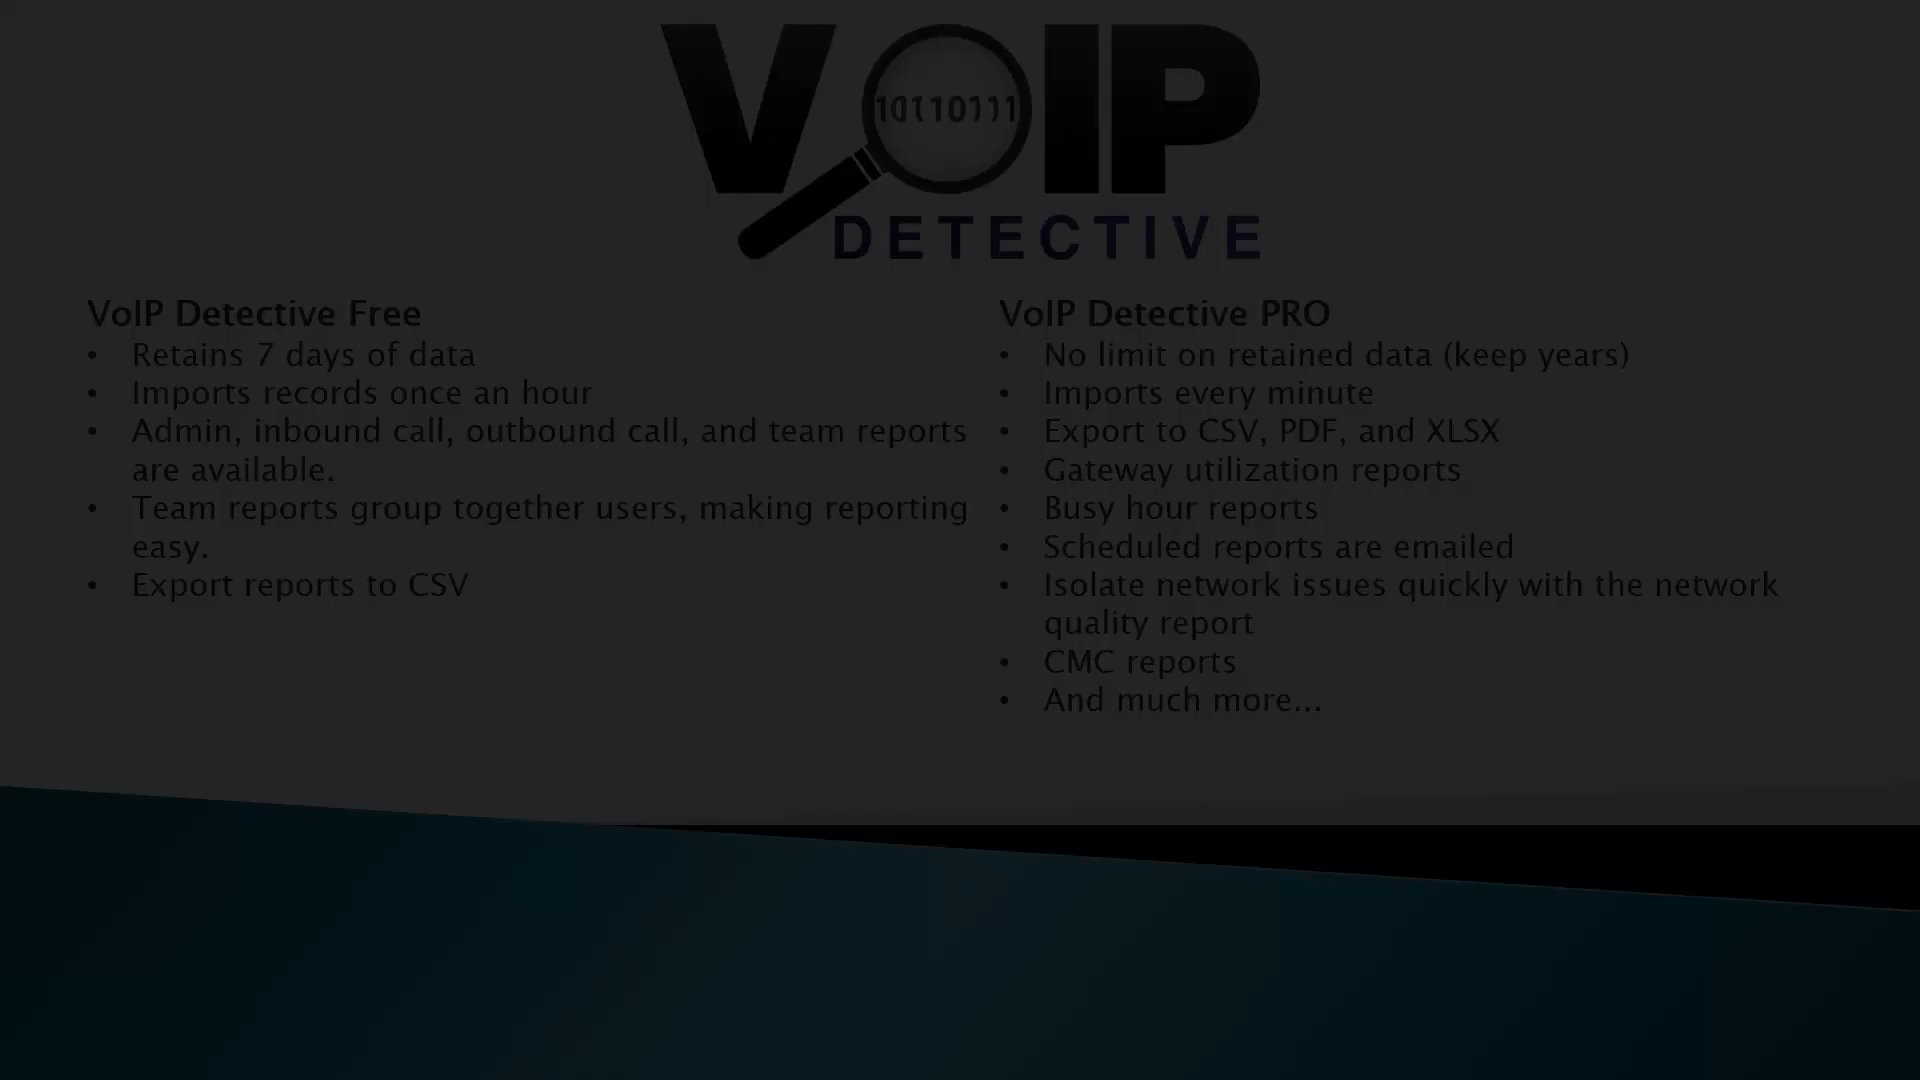 VOIP
10110111
DETECTIVE
VoIP Detective Free
• Retains 7 days of data
• Imports records once an hour
• Admin, inbound call, outbound call, and team reports
are available.
• Team reports group together users, making reporting
easy.
• Export reports to CSV
VoIP Detective PRO
• No limit on retained data (keep years)
• Imports every minute
• Export to CSV, PDF, and XLSX
• Gateway utilization reports
• Busy hour reports
• Scheduled reports are emailed
• Isolate network issues quickly with the network
quality report
• CMC reports
• And much more...